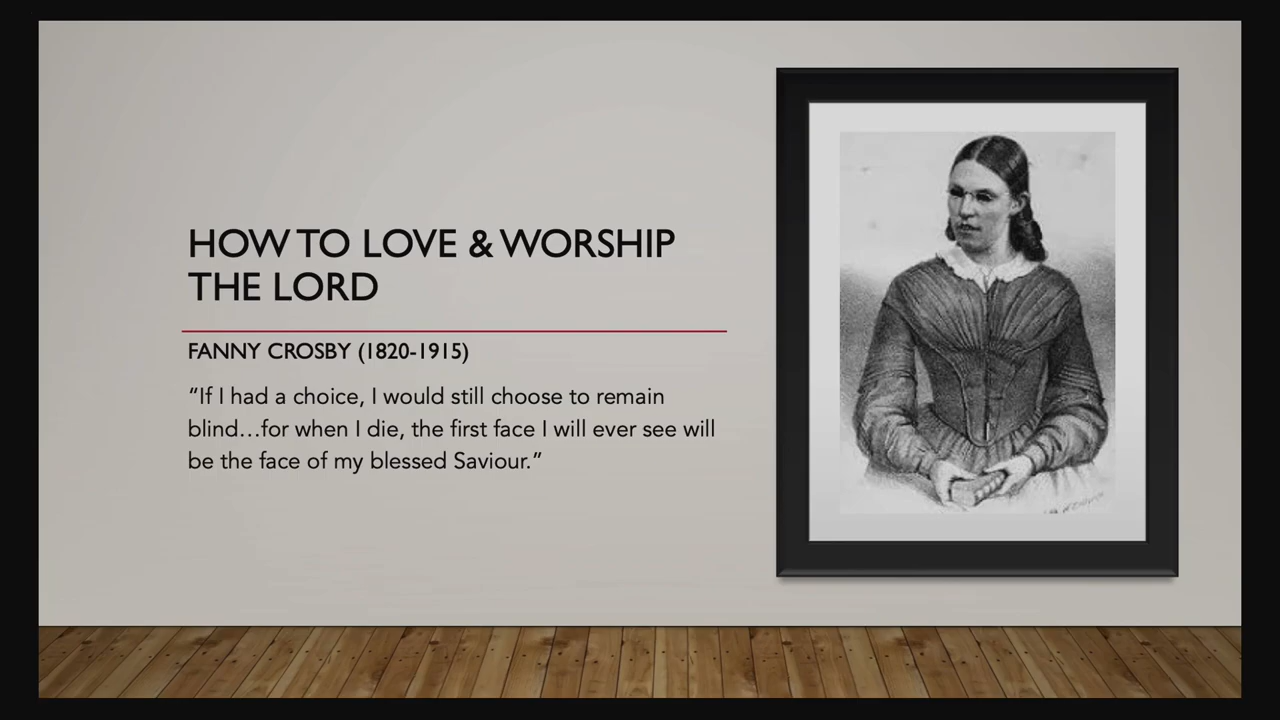 HOW TO LOVE & WORSHIP
THE LORD
FANNY CROSBY (1820-1915)
“If I had a choice, I would still choose to remain
blind…for when I die, the first face I will ever see will
be the face of my blessed Saviour.”